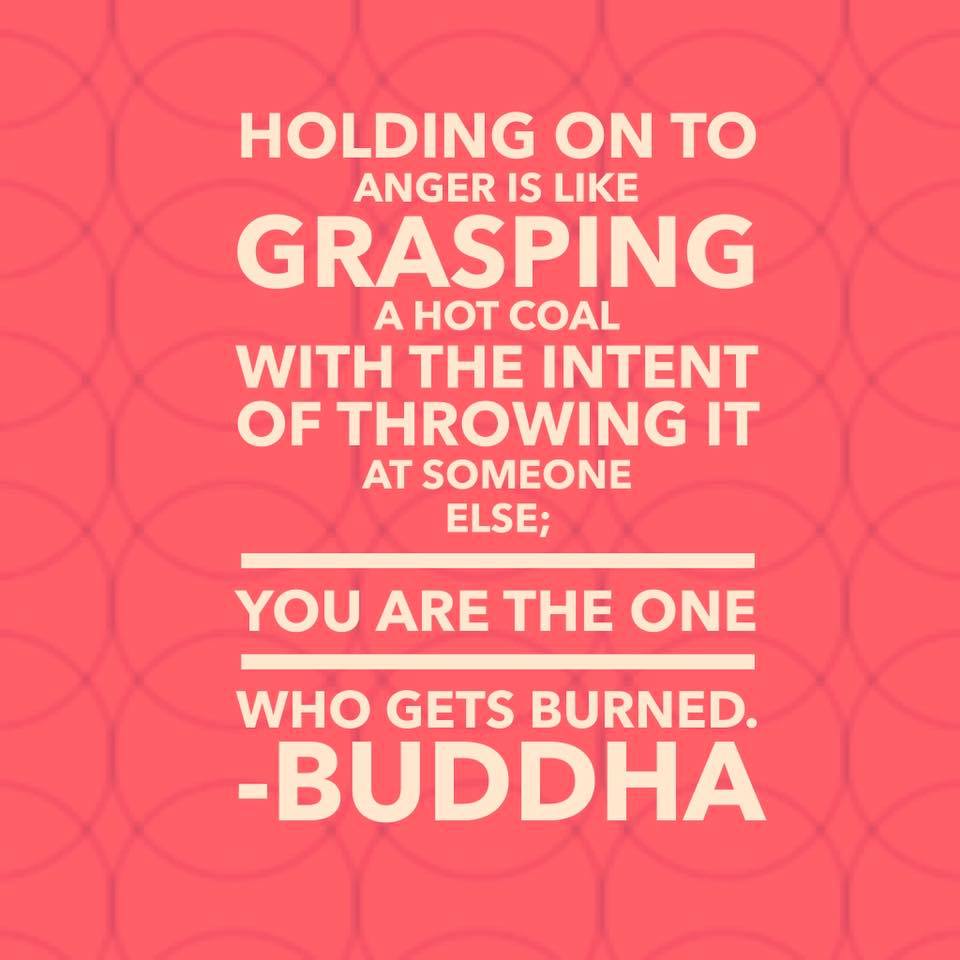 HOLDING ON TO
ANGER IS LIKE
GRASPING
A HOT COAL
WITH THE INTENT
OF THROWING IT
AT SOMEONE
ELSE;
YOU ARE THE ONE
WHO GETS BURNED.
-BUDDHA